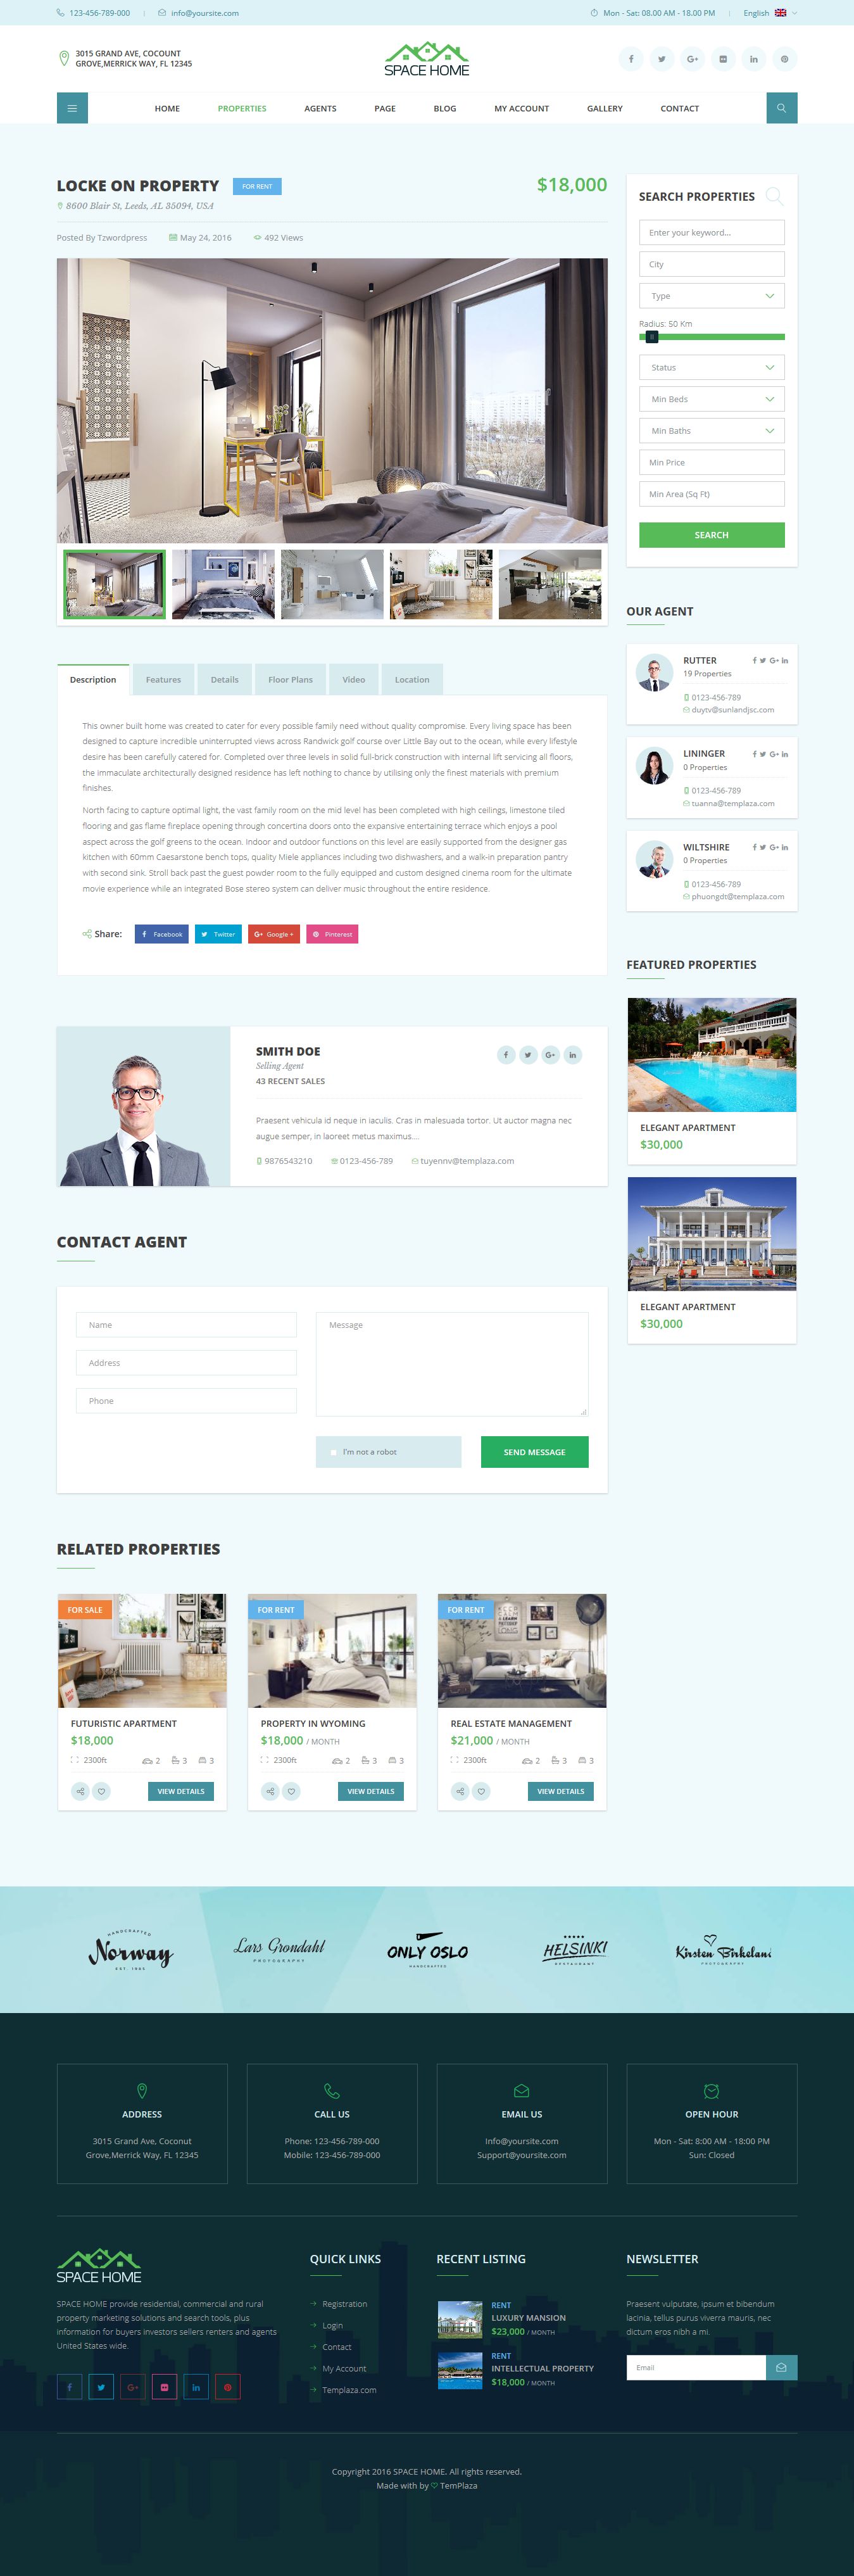 123-456-789-000
info@yoursite.com
Mon - Sat: 08.00 AM - 18.00 PM
English
3015 GRAND AVE, COCOUNT
GROVE,MERRICK WAY, FL 12345
SPACE HOME
HOME
PROPERTIES
AGENTS
PAGE
BLOG
MY ACCOUNT
GALLERY
CONTACT
LOCKE ON PROPERTY
FOR RENT
$18,000
8600 Blair St, Leeds, AL 35094, USA
Posted By Tzwordpress
May 24, 2016
492 Views
Description
Features
Details
Floor Plans
Video
Location
This owner built home was created to cater for every possible family need without quality compromise. Every living space has been
designed to capture incredible uninterrupted views across Randwick golf course over Little Bay out to the ocean, while every lifestyle
desire has been carefully catered for. Completed over three levels in solid full-brick construction with internal lift servicing all floors,
the immaculate architecturally designed residence has left nothing to chance by utilising only the finest materials with premium
finishes.
North facing to capture optimal light, the vast family room on the mid level has been completed with high ceilings, limestone tiled
flooring and gas flame fireplace opening through concertina doors onto the expansive entertaining terrace which enjoys a pool
aspect across the golf greens to the ocean. Indoor and outdoor functions on this level are easily supported from the designer gas
kitchen with 60mm Caesarstone bench tops, quality Miele appliances including two dishwashers, and a walk-in preparation pantry
with second sink. Stroll back past the guest powder room to the fully equipped and custom designed cinema room for the ultimate
movie experience while an integrated Bose stereo system can deliver music throughout the entire residence.
Share:
Facebook
Twitter
Google +
Pinterest
SMITH DOE
Selling Agent
43 RECENT SALES
Praesent vehicula id neque in iaculis. Cras in malesuada tortor. Ut auctor magna nec
augue semper, in laoreet metus maximus....
9876543210
0123-456-789
tuyennv@templaza.com
CONTACT AGENT
Name
Address
Phone
Message
I'm not a robot
SEND MESSAGE
RELATED PROPERTIES
FOR SALE
FUTURISTIC APARTMENT
$18,000
2300ft
2
3
3
VIEW DETAILS
FOR RENT
PROPERTY IN WYOMING
$18,000 / MONTH
2300ft
2
3
3
VIEW DETAILS
FOR RENT
REAL ESTATE MANAGEMENT
$21,000 / MONTH
2300ft
2
3
3
VIEW DETAILS
SEARCH PROPERTIES
Enter your keyword...
City
Type
Radius: 50 Km
Status
Min Beds
Min Baths
Min Price
Min Area (Sq Ft)
SEARCH
OUR AGENT
RUTTER
19 Properties
0123-456-789
duytv@sunlandjsc.com
LININGER
0 Properties
0123-456-789
tuanna@templaza.com
WILTSHIRE
0 Properties
0123-456-789
phuongdt@templaza.com
FEATURED PROPERTIES
ELEGANT APARTMENT
$30,000
ELEGANT APARTMENT
$30,000
HANDCRAFTED
Norway
EST. 1985
Lars Grondahl
PHOTOGRAPHY
ONLY OSLO
HANDCRAFTED
HELSINKI
RESTAURANT
Kirsten Birkeland
PHOTOGRAPHY
ADDRESS
3015 Grand Ave, Coconut
Grove,Merrick Way, FL 12345
CALL US
Phone: 123-456-789-000
Mobile: 123-456-789-000
EMAIL US
Info@yoursite.com
Support@yoursite.com
OPEN HOUR
Mon - Sat: 8:00 AM - 18:00 PM
Sun: Closed
SPACE HOME
SPACE HOME provide residential, commercial and rural
property marketing solutions and search tools, plus
information for buyers investors sellers renters and agents
United States wide.
QUICK LINKS
Registration
Login
Contact
My Account
Templaza.com
RECENT LISTING
RENT
LUXURY MANSION
$23,000 / MONTH
RENT
INTELLECTUAL PROPERTY
$18,000 / MONTH
NEWSLETTER
Praesent vulputate, ipsum et bibendum
lacinia, tellus purus viverra mauris, nec
dictum eros nibh a mi.
Email
Copyright 2016 SPACE HOME. All rights reserved.
Made with by TemPlaza